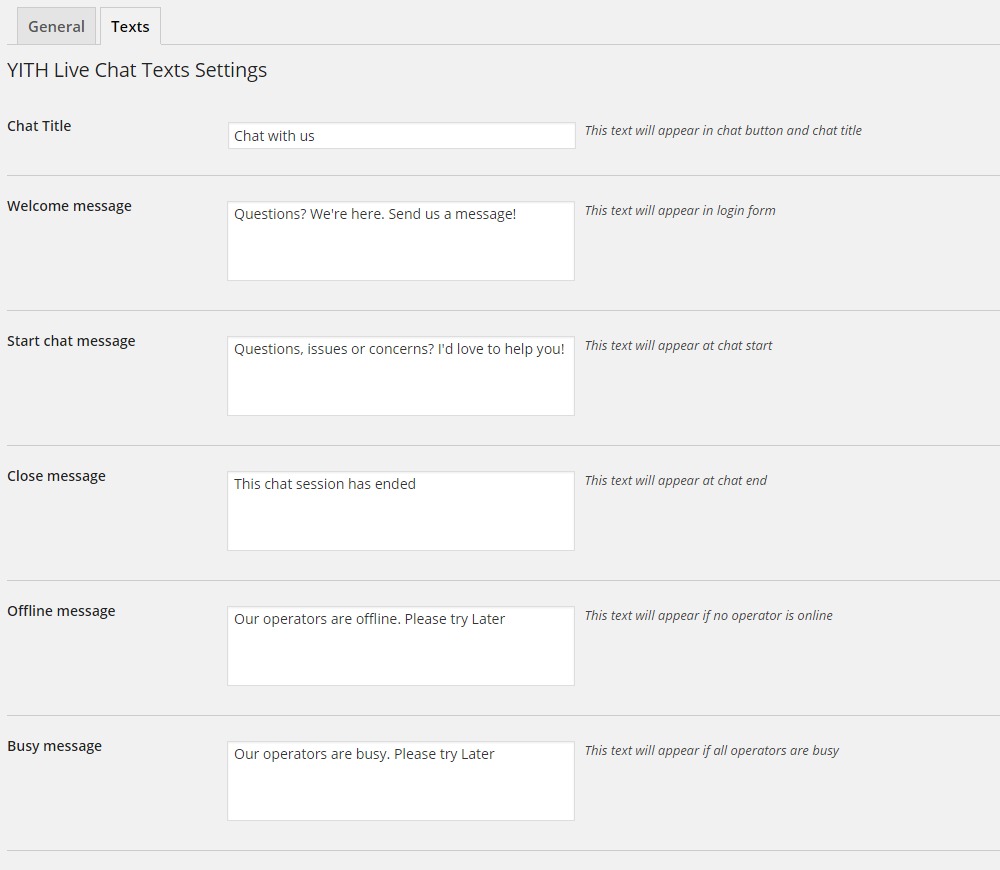 General Texts
YITH Live Chat Texts Settings
Chat Title Chat with us This text will appear in chat button and chat title
Welcome message Questions? We're here. Send us a message! This text will appear in login form
Start chat message Questions, issues or concerns? I'd love to help you! This text will appear at chat start
Close message This chat session has ended This text will appear at chat end
Offline message Our operators are offline. Please try Later This text will appear if no operator is online
Busy message Our operators are busy. Please try Later This text will appear if all operators are busy